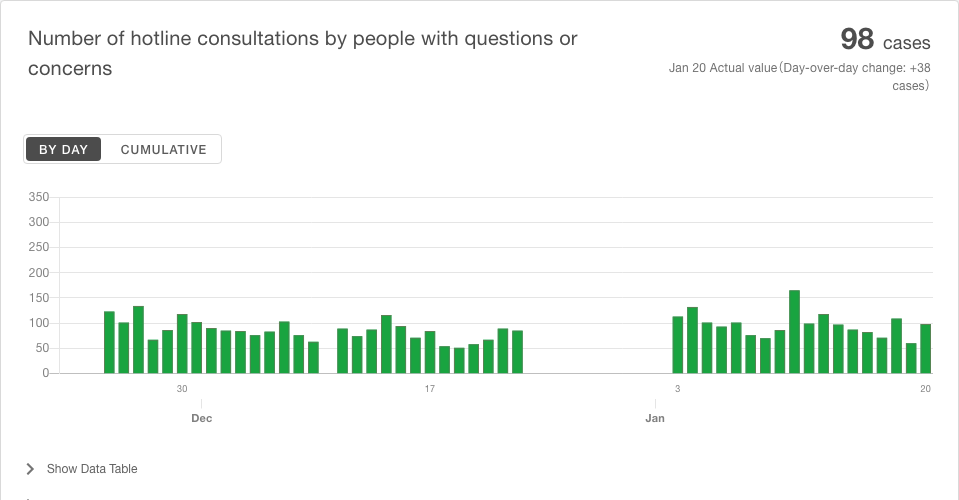 Number of hotline consultations by people with questions or
concerns
98 cases
Jan 20 Actual value(Day-over-day change: +38
cases)
BY DAY
CUMULATIVE
350
300
250
200
150
100
50
0
30
17
3
20
Dec
Jan
Show Data Table